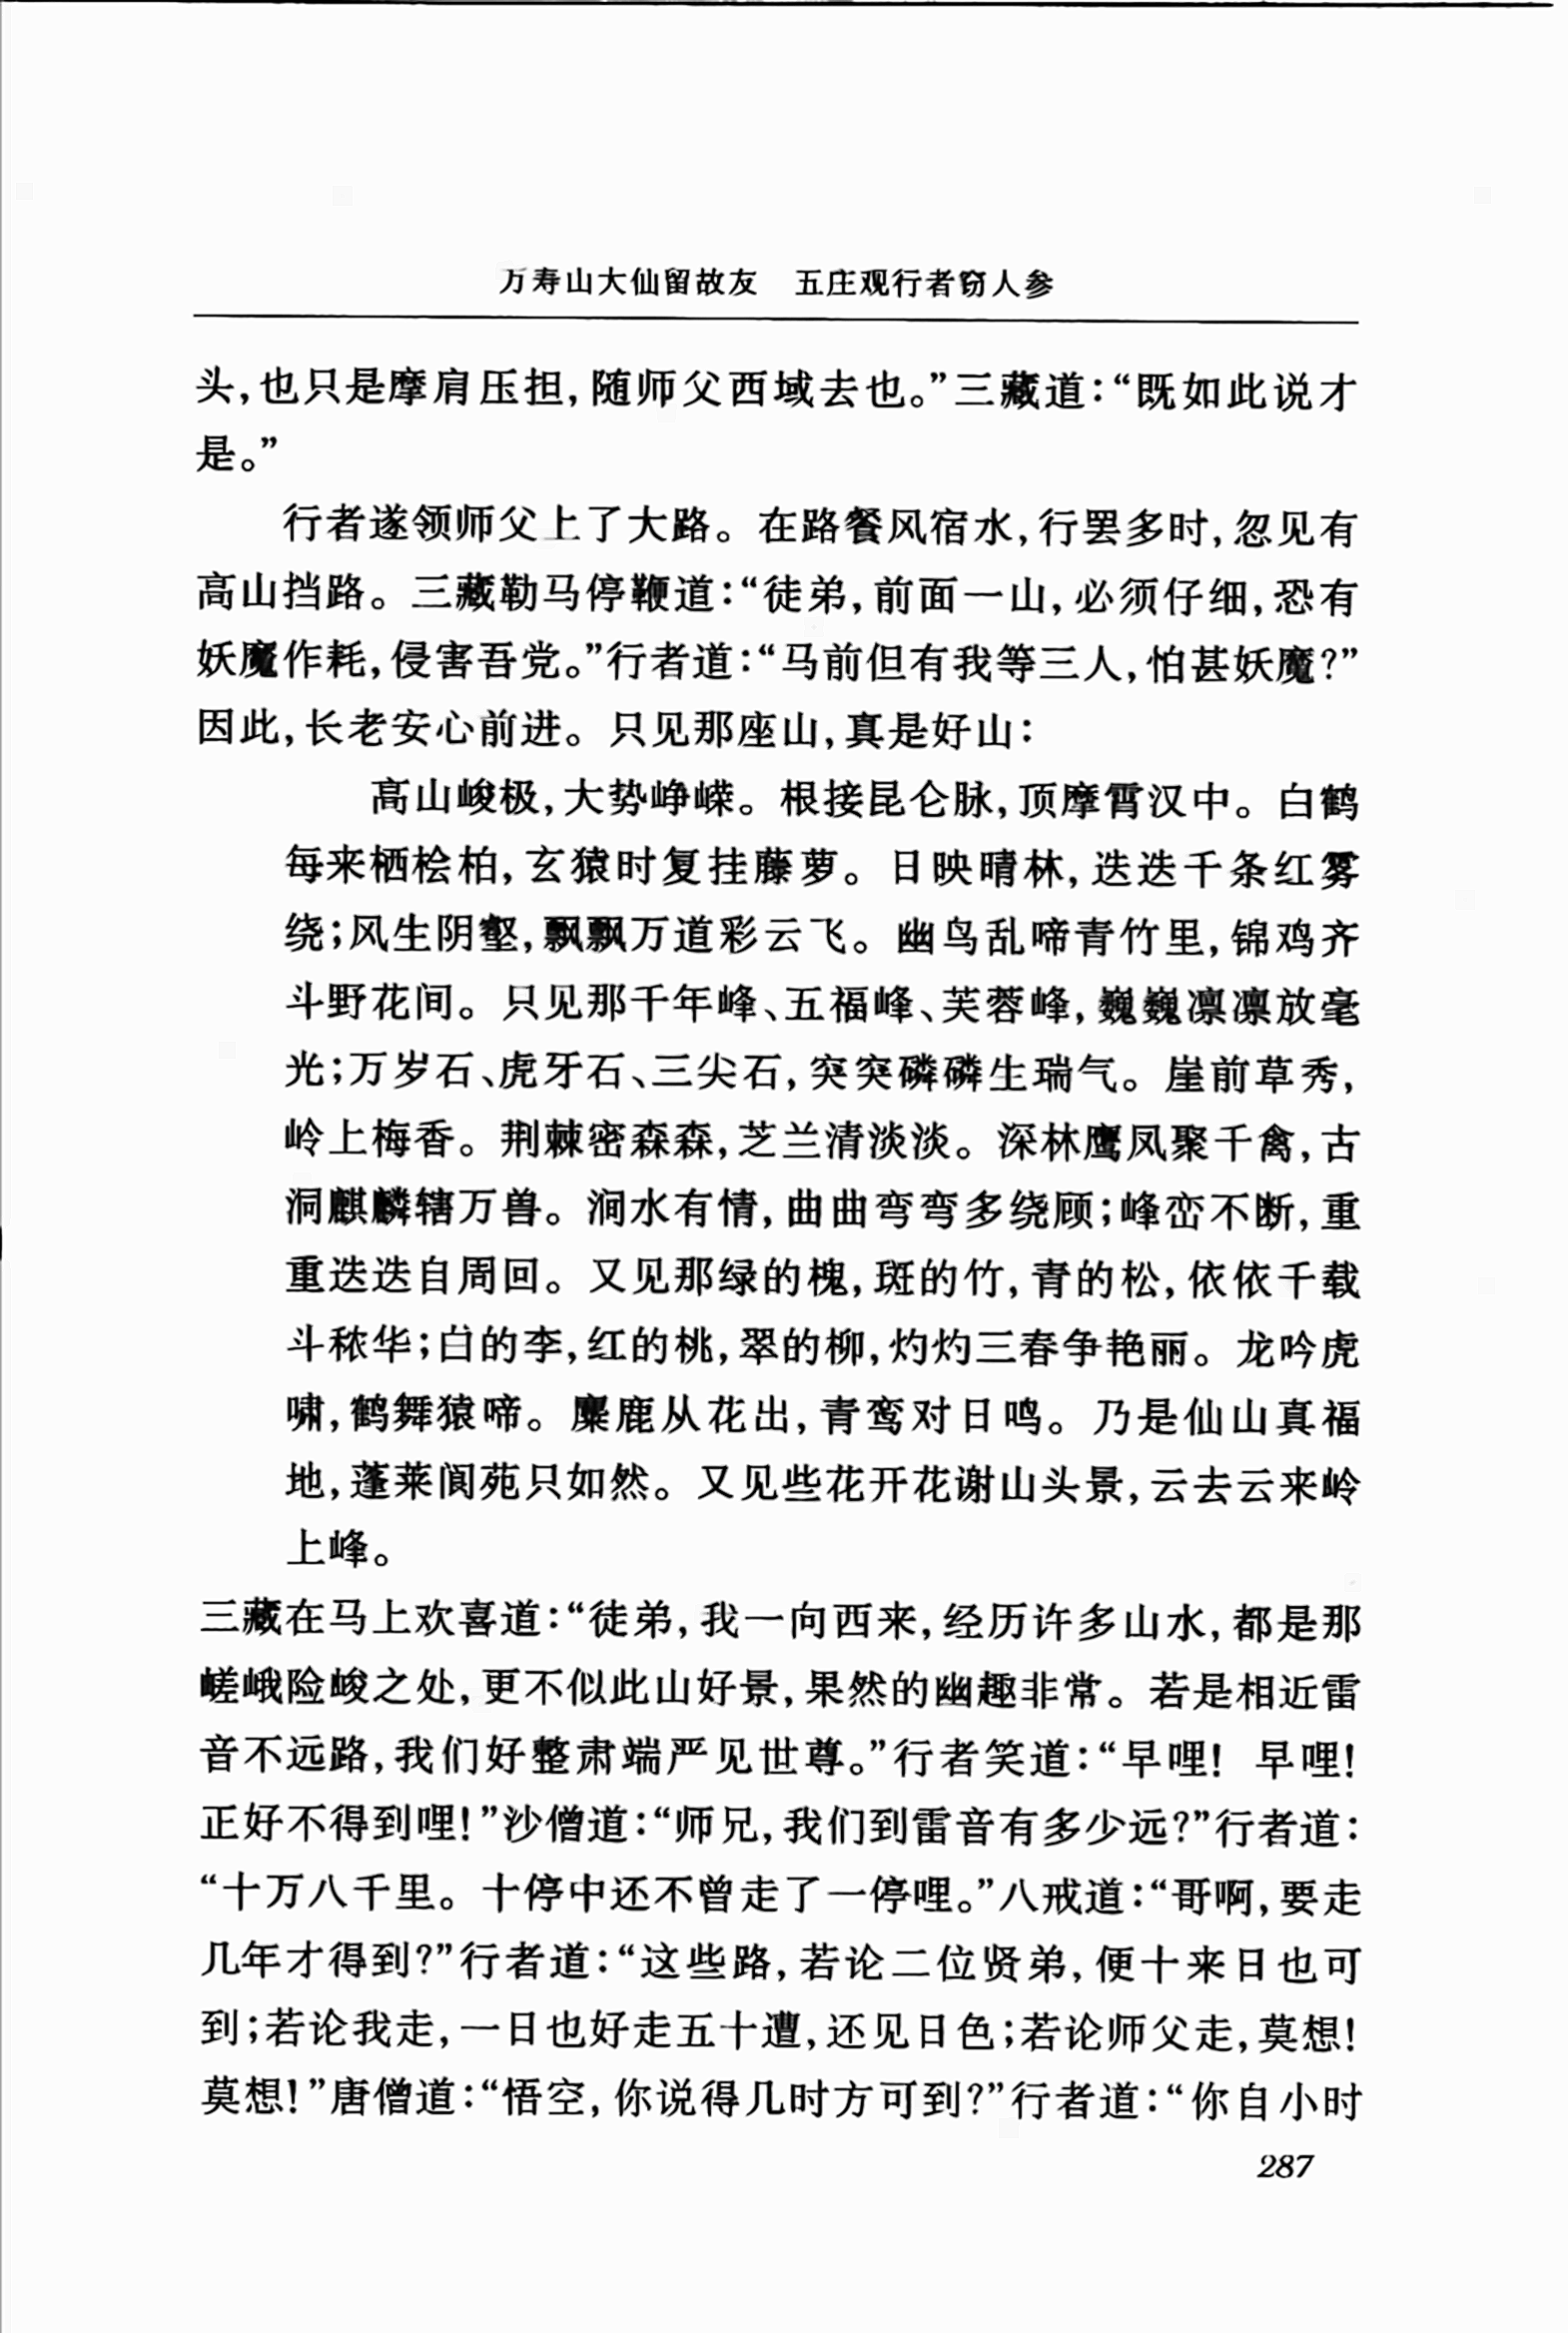 万寿山大仙留故友　五庄观行者窃人参
头,也只是摩肩压担,随师父西域去也。”三藏道:“既如此说才
是。”
行者遂领师父上了大路。在路餐风宿水,行罢多时,忽见有
高山挡路。三藏勒马停鞭道:“徒弟,前面一山,必须仔细,恐有
妖魔作耗,侵害吾党。”行者道:“马前但有我等三人,怕甚妖魔?”
因此,长老安心前进。只见那座山,真是好山:
高山峻极,大势峥嵘。根接昆仑脉,顶摩霄汉中。白鹤
每来栖桧柏,玄猿时复挂藤萝。日映晴林,迭迭千条红雾
绕;风生阴壑,飘飘万道彩云飞。幽鸟乱啼青竹里,锦鸡齐
斗野花间。只见那千年峰、五福峰、芙蓉峰,巍巍凛凛放毫
光;万岁石、虎牙石、三尖石,突突磷磷生瑞气。崖前草秀,
岭上梅香。荆棘密森森,芝兰清淡淡。深林鹰凤聚千禽,古
洞麒麟辖万兽。涧水有情,曲曲弯弯多绕顾;峰峦不断,重
重迭迭自周回。又见那绿的槐,斑的竹,青的松,依依千载
斗秾华;白的李,红的桃,翠的柳,灼灼三春争艳丽。龙吟虎
啸,鹤舞猿啼。麋鹿从花出,青鸾对日鸣。乃是仙山真福
地,蓬莱阆苑只如然。又见些花开花谢山头景,云去云来岭
上峰。
三藏在马上欢喜道:“徒弟,我一向西来,经历许多山水,都是那
嵯峨险峻之处,更不似此山好景,果然的幽趣非常。若是相近雷
音不远路,我们好整肃端严见世尊。”行者笑道:“早哩! 早哩!
正好不得到哩!”沙僧道:“师兄,我们到雷音有多少远?”行者道:
“十万八千里。十停中还不曾走了一停哩。”八戒道:“哥啊,要走
几年才得到?”行者道:“这些路,若论二位贤弟,便十来日也可
到;若论我走,一日也好走五十遭,还见日色;若论师父走,莫想!
莫想!”唐僧道:“悟空,你说得几时方可到?”行者道:“你自小时
287